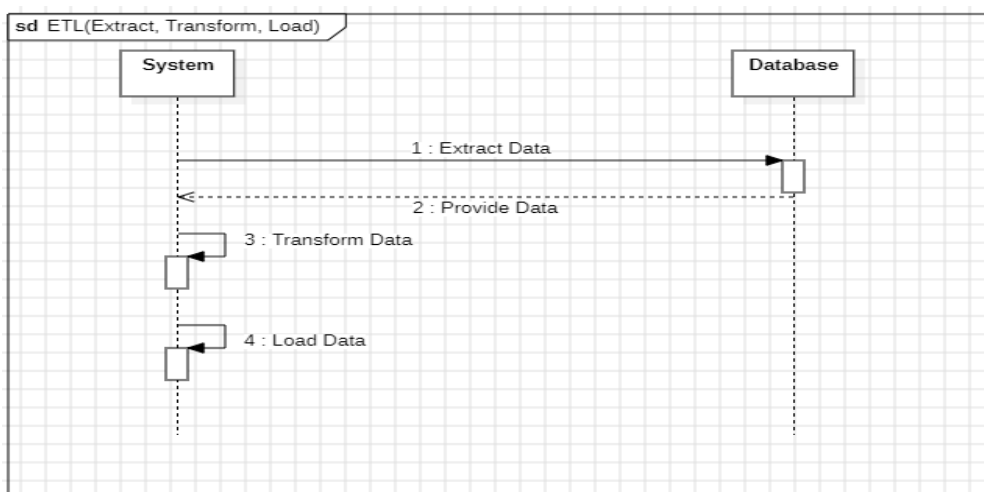 sd ETL(Extract, Transform, Load)
System
Database
1 : Extract Data
2 : Provide Data
3 : Transform Data
4 : Load Data